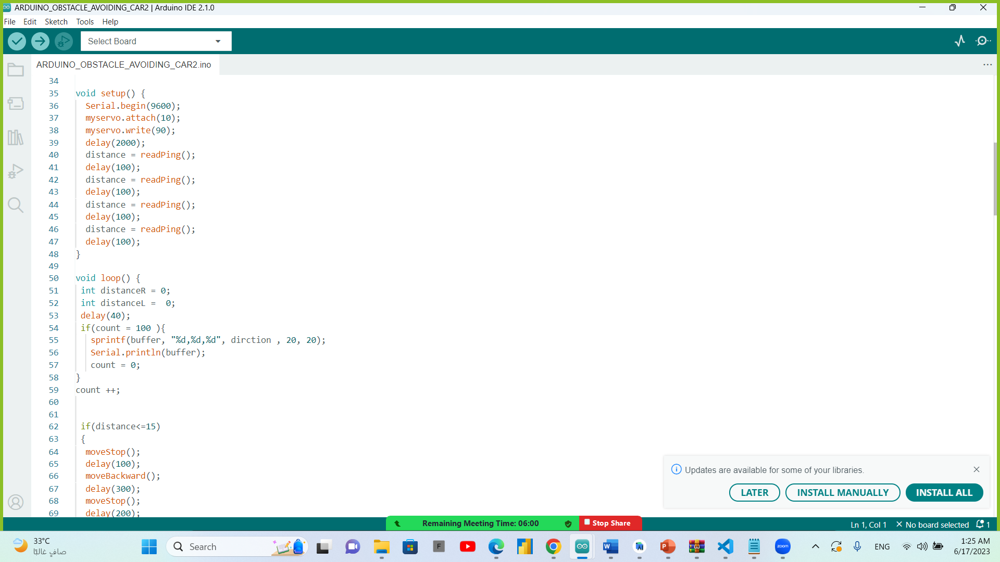 ARDUINO_OBSTACLE_AVOIDING_CAR2 | Arduino IDE 2.1.0
File Edit Sketch Tools Help
Select Board
ARDUINO_OBSTACLE_AVOIDING_CAR2.ino
34
35 void setup() {
36 Serial.begin(9600);
37 myservo.attach(10);
38 myservo.write(90);
39 delay(2000);
40 distance = readPing();
41 delay(100);
42 distance = readPing();
43 delay(100);
44 distance = readPing();
45 delay(100);
46 distance = readPing();
47 delay(100);
48 }
49
50 void loop() {
51 int distanceR = 0;
52 int distanceL =  0;
53 delay(40);
54 if(count = 100 ){
55 sprintf(buffer, "%d,%d,%d", dirction , 20, 20);
56 Serial.println(buffer);
57 count = 0;
58 }
59 count ++;
60
61
62 if(distance<=15)
63 {
64 moveStop();
65 delay(100);
66 moveBackward();
67 delay(300);
68 moveStop();
69 delay(200);
Updates are available for some of your libraries.
LATER INSTALL MANUALLY INSTALL ALL
Remaining Meeting Time: 06:00 Stop Share
Ln 1, Col 1 No board selected 1
33°C
صافٍ غالبًا
Search
F
zoom
ENG
1:25 AM
6/17/2023